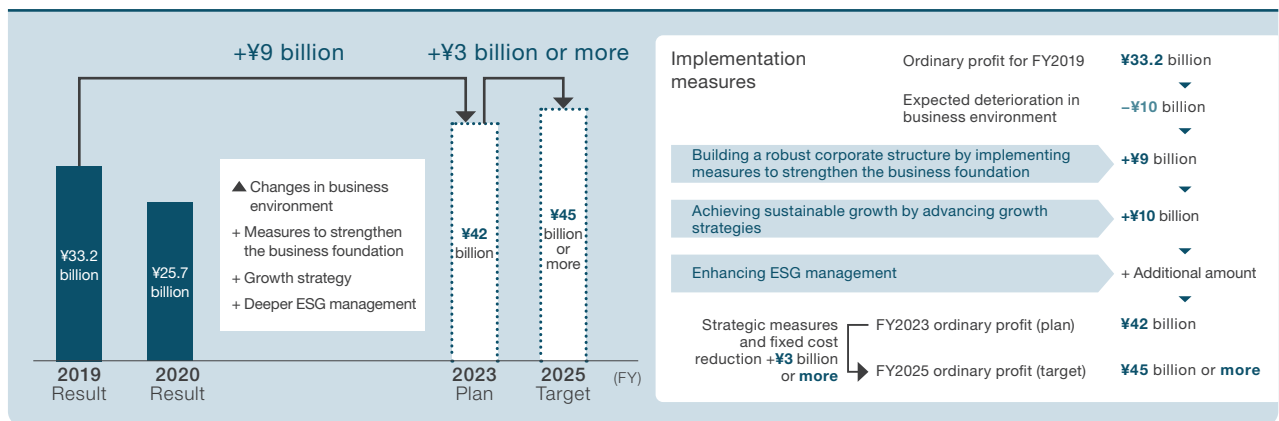 +¥9 billion
+¥3 billion or more
¥33.2
billion
¥25.7
billion
▲ Changes in business
environment
+ Measures to strengthen
the business foundation
+ Growth strategy
+ Deeper ESG management
¥42
billion
¥45
billion
or
more
2019
Result
2020
Result
2023
Plan
2025
Target
(FY)
Implementation
measures
Ordinary profit for FY2019
¥33.2 billion
Expected deterioration in
business environment
−¥10 billion
Building a robust corporate structure by implementing
measures to strengthen the business foundation
+¥9 billion
Achieving sustainable growth by advancing growth
strategies
+¥10 billion
Enhancing ESG management
+ Additional amount
Strategic measures
and fixed cost
reduction +¥3 billion
or more
FY2023 ordinary profit (plan)
¥42 billion
FY2025 ordinary profit (target)
¥45 billion or more